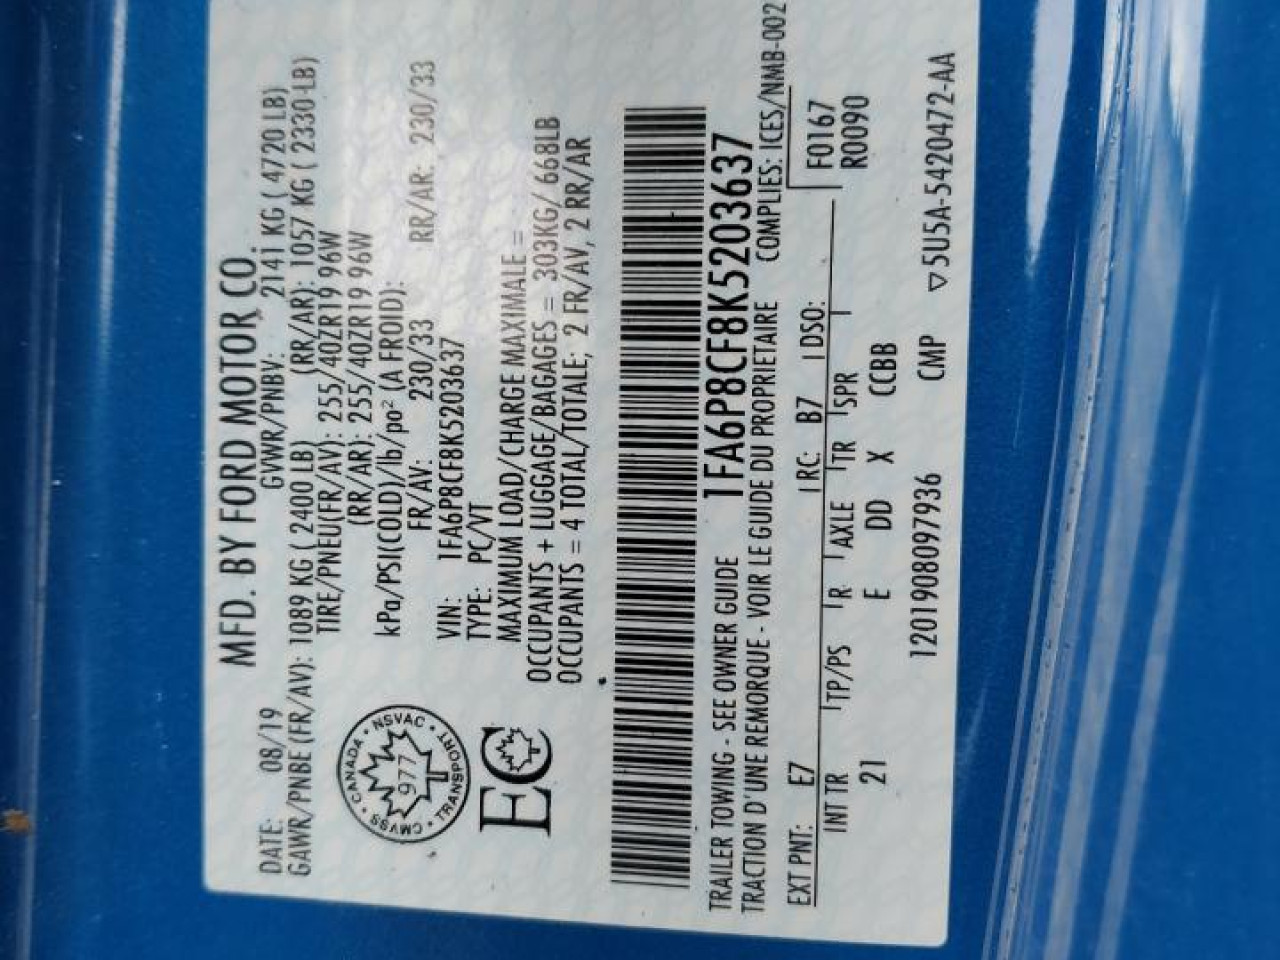 MFD. BY FORD MOTOR CO.
DATE: 08/19 GVWR/PNBV: 2141 KG ( 4720 LB)
GAWR/PNBE (FR/AV): 1089 KG ( 2400 LB) (RR/AR): 1057 KG ( 2330 LB)
TIRE/PNEU(FR/AV): 255/40ZR19 96W
(RR/AR): 255/40ZR19 96W
kPa/PSI(COLD)/lb/po² (A FROID):
FR/AV: 230/33 RR/AR: 230/33
VIN: 1FA6P8CF8K5203637
TYPE: PC/VT
MAXIMUM LOAD/CHARGE MAXIMALE =
OCCUPANTS + LUGGAGE/BAGAGES = 303KG/ 668LB
OCCUPANTS = 4 TOTAL/TOTALE; 2 FR/AV, 2 RR/AR
CANADA • NSVAC • TRANSPORT • CMVSS
977
EC
1FA6P8CF8K5203637
TRAILER TOWING - SEE OWNER GUIDE COMPLIES: ICES/NMB-002
TRACTION D'UNE REMORQUE - VOIR LE GUIDE DU PROPRIETAIRE
EXT PNT: E7 RC: B7 DSO: F0167
R0090
INT TR TP/PS R AXLE TR SPR
21 E DD X CCBB
1201908097936 CMP ▽5U5A-5420472-AA